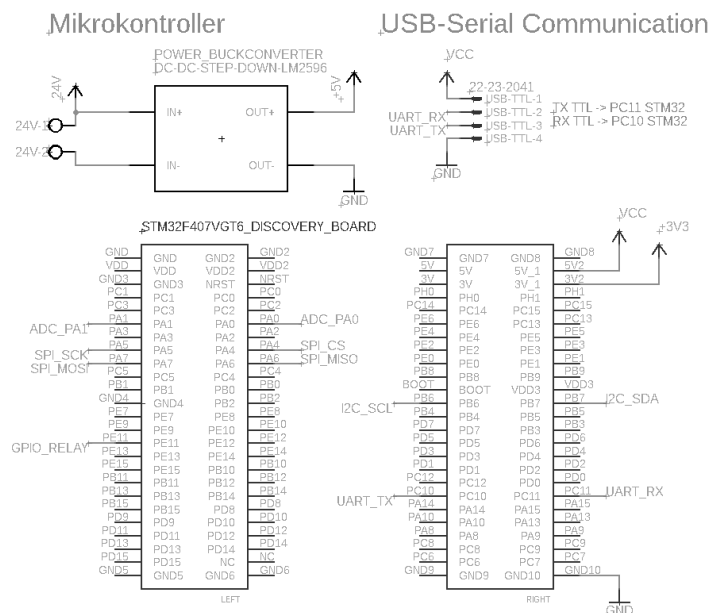 Mikrokontroller
USB-Serial Communication
POWER_BUCKCONVERTER
DC-DC-STEP-DOWN-LM2596
24V
+5V
24V-1
24V-2
IN+
OUT+
IN-
OUT-
GND
VCC
22-23-2041
USB-TTL-1
USB-TTL-2
USB-TTL-3
USB-TTL-4
UART_RX
UART_TX
TX TTL -> PC11 STM32
RX TTL -> PC10 STM32
GND
STM32F407VGT6_DISCOVERY_BOARD
GND GND GND2 GND2
VDD VDD VDD2 VDD2
GND3 GND3 NRST NRST
PC1 PC1 PC0 PC0
PC3 PC3 PC2 PC2
ADC_PA1 PA1 PA1 PA0 PA0 ADC_PA0
PA3 PA3 PA2 PA2
SPI_SCK PA5 PA5 PA4 PA4 SPI_CS
SPI_MOSI PA7 PA7 PA6 PA6 SPI_MISO
PC5 PC5 PC4 PC4
PB1 PB1 PB0 PB0
GND4 GND4 PB2 PB2
PE7 PE7 PE8 PE8
PE9 PE9 PE10 PE10
GPIO_RELAY PE11 PE11 PE12 PE12
PE13 PE13 PE14 PE14
PE15 PE15 PB10 PB10
PB11 PB11 PB12 PB12
PB13 PB13 PB14 PB14
PB15 PB15 PD8 PD8
PD9 PD9 PD10 PD10
PD11 PD11 PD12 PD12
PD13 PD13 PD14 PD14
PD15 PD15 NC NC
GND5 GND5 GND6 GND6
LEFT
VCC
+3V3
GND7 GND7 GND8 GND8
5V 5V 5V_1 5V2
3V 3V 3V_1 3V2
PH0 PH0 PH1 PH1
PC14 PC14 PC15 PC15
PE6 PE6 PC13 PC13
PE4 PE4 PE5 PE5
PE2 PE2 PE3 PE3
PE0 PE0 PE1 PE1
PB8 PB8 PB9 PB9
BOOT BOOT VDD3 VDD3
I2C_SCL PB6 PB6 PB7 PB7 I2C_SDA
PB4 PB4 PB5 PB5
PD7 PD7 PB3 PB3
PD5 PD5 PD6 PD6
PD3 PD3 PD4 PD4
PD1 PD1 PD2 PD2
PC12 PC12 PD0 PD0
UART_TX PC10 PC10 PC11 PC11 UART_RX
PA14 PA14 PA15 PA15
PA10 PA10 PA13 PA13
PA8 PA8 PA9 PA9
PC8 PC8 PC9 PC9
PC6 PC6 PC7 PC7
GND9 GND9 GND10 GND10
RIGHT
GND